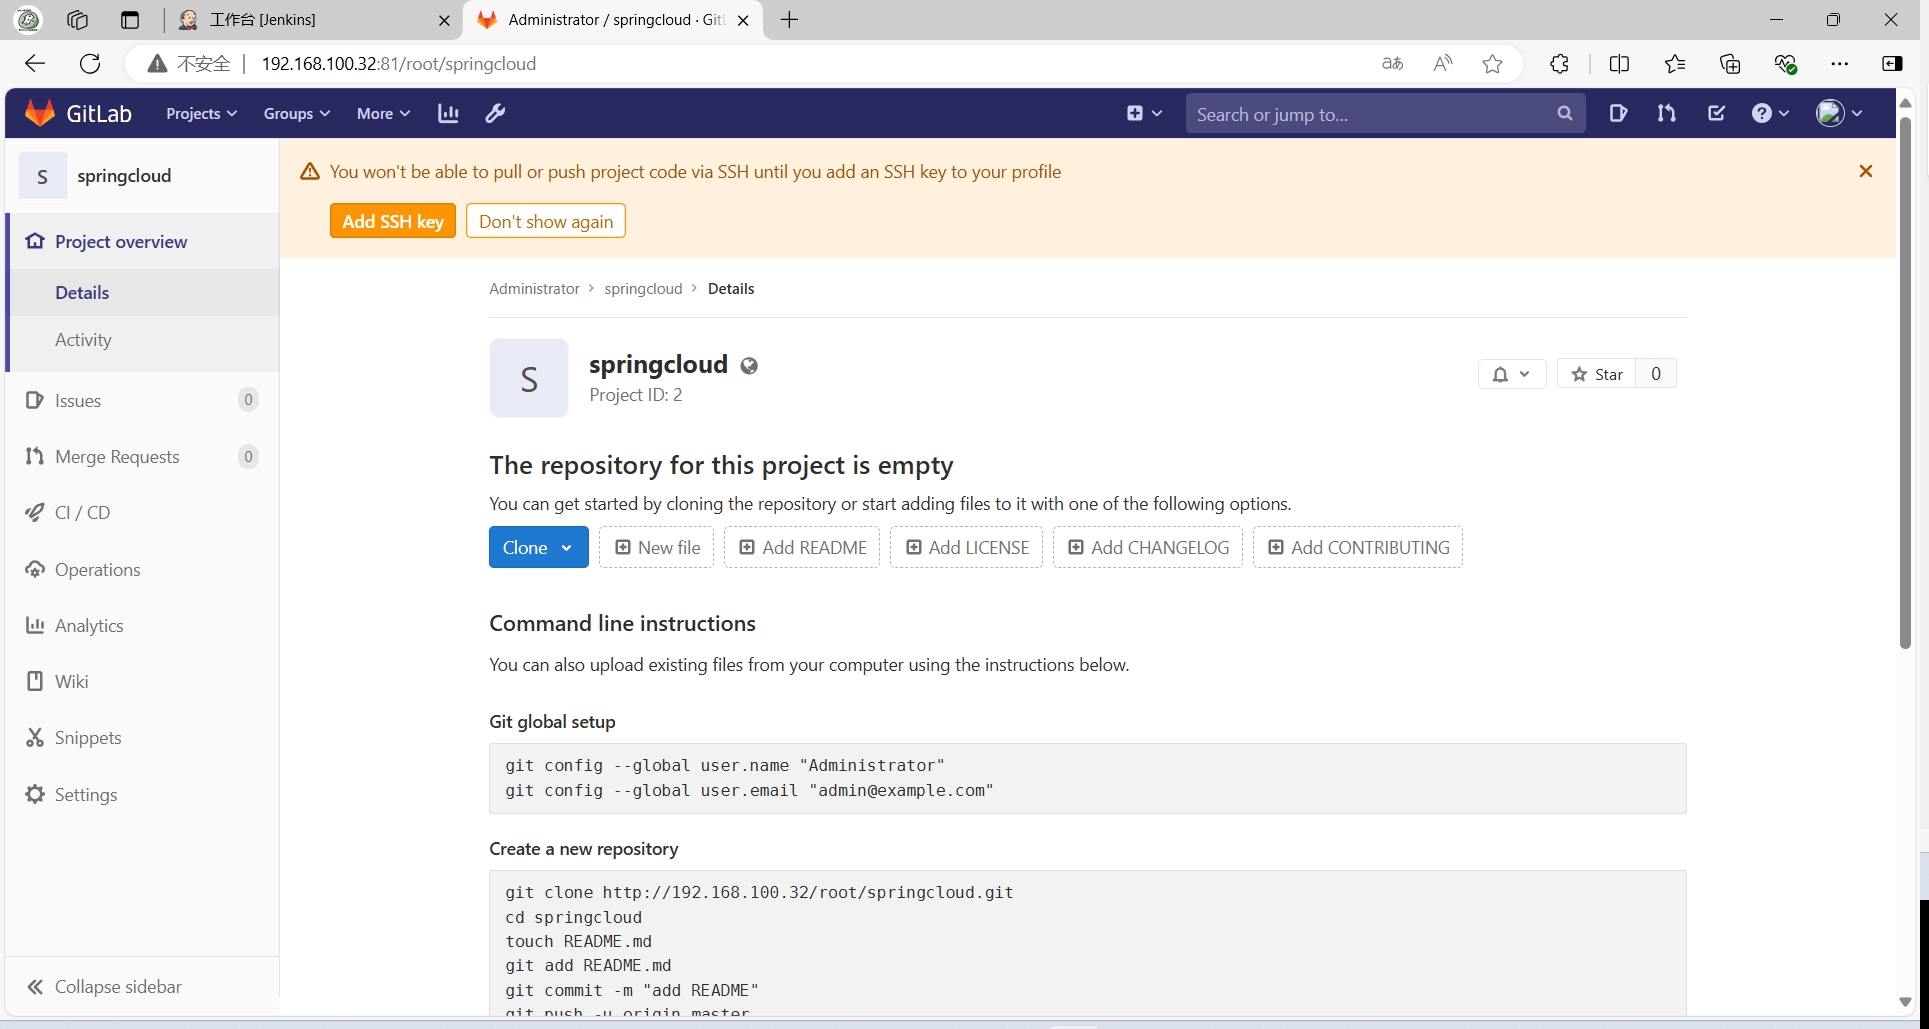 工作台 [Jenkins]
Administrator / springcloud · Git
不安全
192.168.100.32:81/root/springcloud
GitLab
Projects
Groups
More
Search or jump to...
S
springcloud
You won't be able to pull or push project code via SSH until you add an SSH key to your profile
Add SSH key
Don't show again
Project overview
Details
Activity
Issues
0
Merge Requests
0
CI / CD
Operations
Analytics
Wiki
Snippets
Settings
Collapse sidebar
Administrator > springcloud > Details
S
springcloud
Project ID: 2
Star
0
The repository for this project is empty
You can get started by cloning the repository or start adding files to it with one of the following options.
Clone
New file
Add README
Add LICENSE
Add CHANGELOG
Add CONTRIBUTING
Command line instructions
You can also upload existing files from your computer using the instructions below.
Git global setup
git config --global user.name "Administrator"
git config --global user.email "admin@example.com"
Create a new repository
git clone http://192.168.100.32/root/springcloud.git
cd springcloud
touch README.md
git add README.md
git commit -m "add README"
git push -u origin master